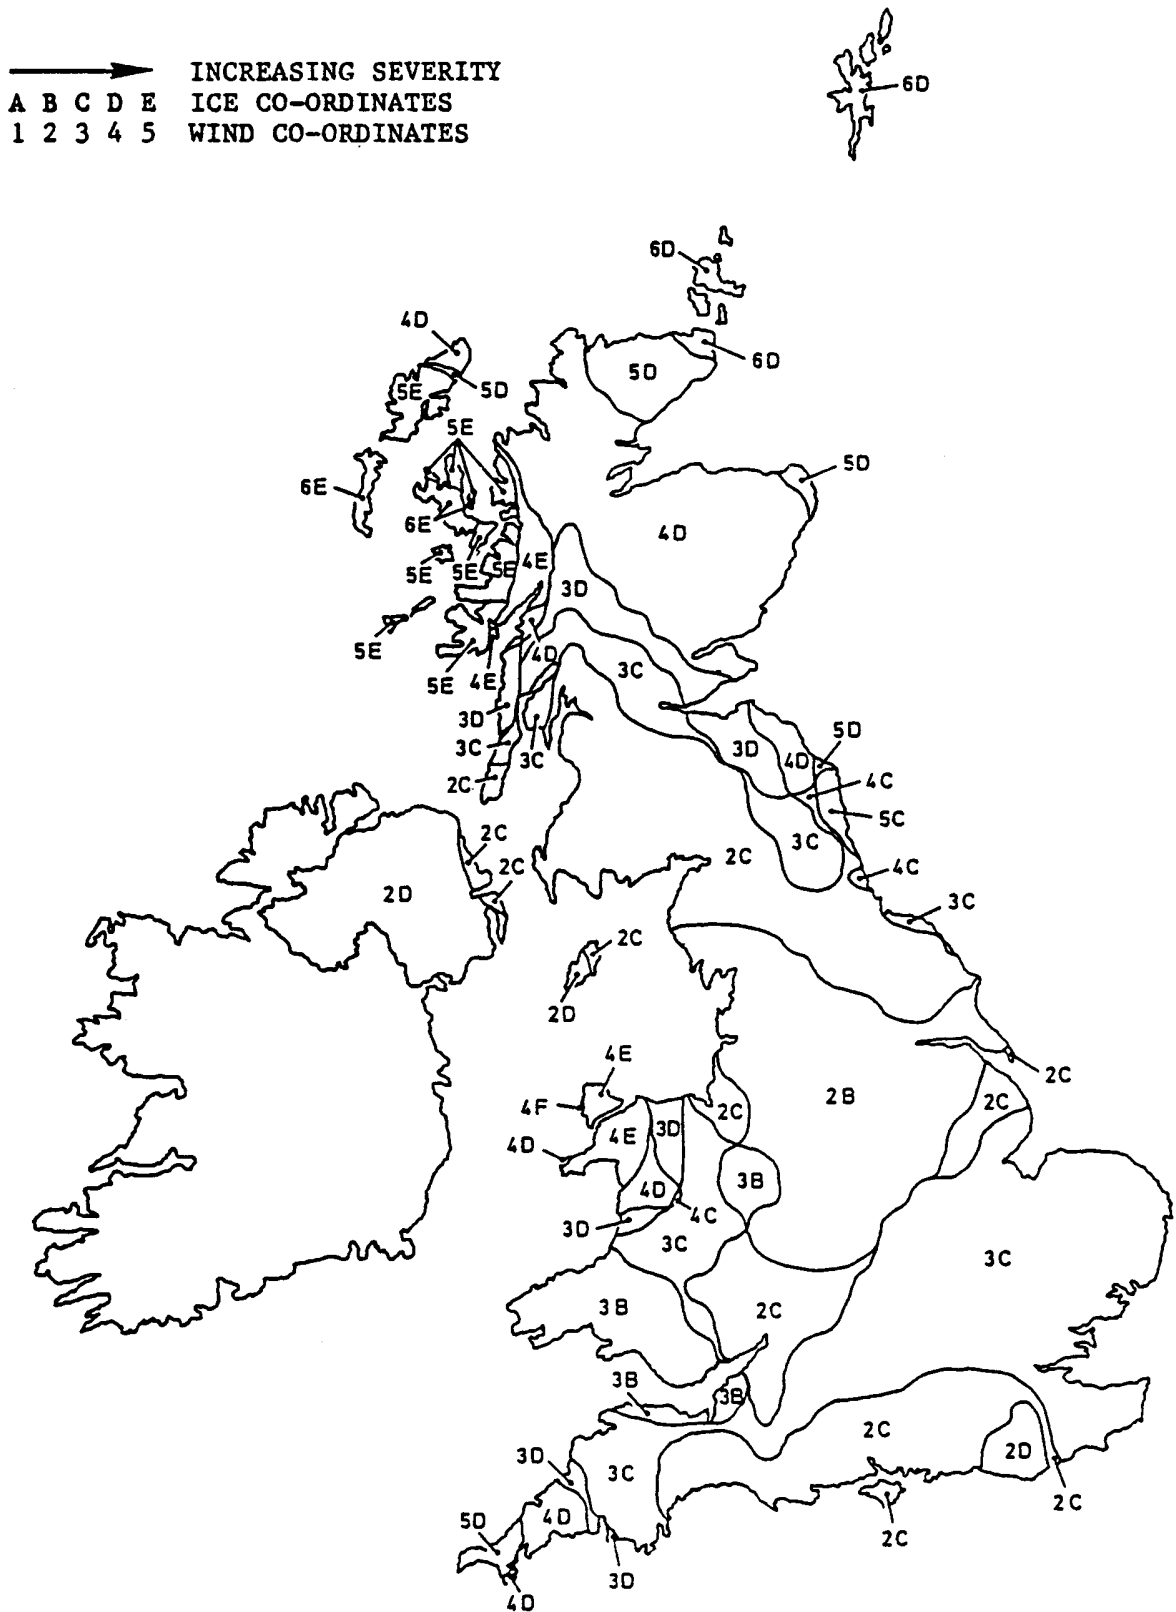 INCREASING SEVERITY
A B C D E ICE CO-ORDINATES
1 2 3 4 5 WIND CO-ORDINATES
6D
6D
4D
6D
5D
5E
5D
5E
5D
6E
6E
4D
5E
5E
5E
4E
3D
5E
4D
3C
5E
4E
3D
5D
3D
4D
3C
3C
4C
2C
5C
2C
3C
2C
2C
4C
2D
3C
2C
2D
4E
2C
2B
2C
4F
2C
4E
3D
4D
3B
4D
4C
3D
3C
3C
3B
2C
3B
3B
2C
2D
3D
3C
2C
4D
5D
2C
3D
4D